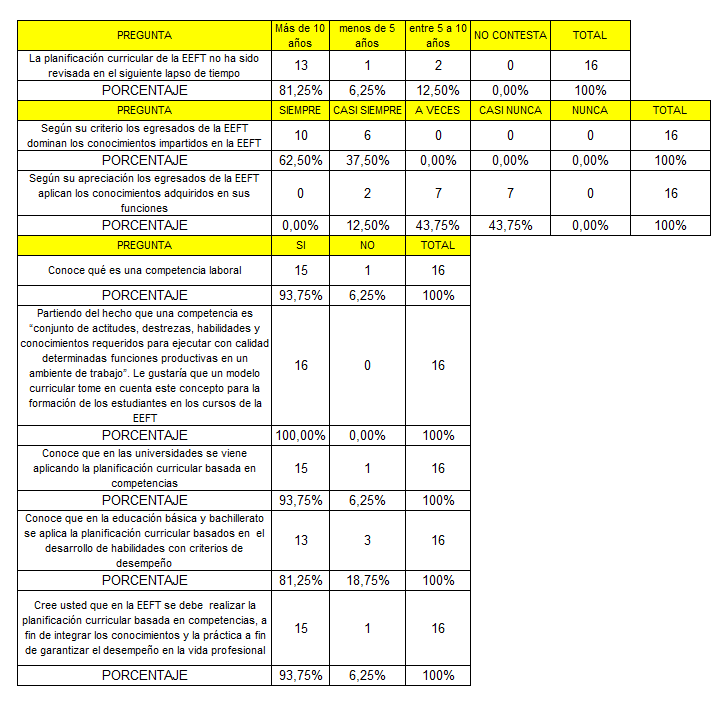 PREGUNTA Más de 10 años menos de 5 años entre 5 a 10 años NO CONTESTA TOTAL
La planificación curricular de la EEFT no ha sido
revisada en el siguiente lapso de tiempo 13 1 2 0 16
PORCENTAJE 81,25% 6,25% 12,50% 0,00% 100%
PREGUNTA SIEMPRE CASI SIEMPRE A VECES CASI NUNCA NUNCA TOTAL
Según su criterio los egresados de la EEFT
dominan los conocimientos impartidos en la EEFT 10 6 0 0 0 16
PORCENTAJE 62,50% 37,50% 0,00% 0,00% 0,00% 100%
Según su apreciación los egresados de la EEFT
aplican los conocimientos adquiridos en sus 0 2 7 7 0 16
funciones
PORCENTAJE 0,00% 12,50% 43,75% 43,75% 0,00% 100%
PREGUNTA SI NO TOTAL
Conoce qué es una competencia laboral 15 1 16
PORCENTAJE 93,75% 6,25% 100%
Partiendo del hecho que una competencia es
“conjunto de actitudes, destrezas, habilidades y
conocimientos requeridos para ejecutar con calidad
determinadas funciones productivas en un
ambiente de trabajo”. Le gustaría que un modelo 16 0 16
curricular tome en cuenta este concepto para la
formación de los estudiantes en los cursos de la
EEFT
PORCENTAJE 100,00% 0,00% 100%
Conoce que en las universidades se viene
aplicando la planificación curricular basada en 15 1 16
competencias
PORCENTAJE 93,75% 6,25% 100%
Conoce que en la educación básica y bachillerato
se aplica la planificación curricular basados en el 13 3 16
desarrollo de habilidades con criterios de
desempeño
PORCENTAJE 81,25% 18,75% 100%
Cree usted que en la EEFT se debe realizar la
planificación curricular basada en competencias, a 15 1 16
fin de integrar los conocimientos y la práctica a fin
de garantizar el desempeño en la vida profesional
PORCENTAJE 93,75% 6,25% 100%